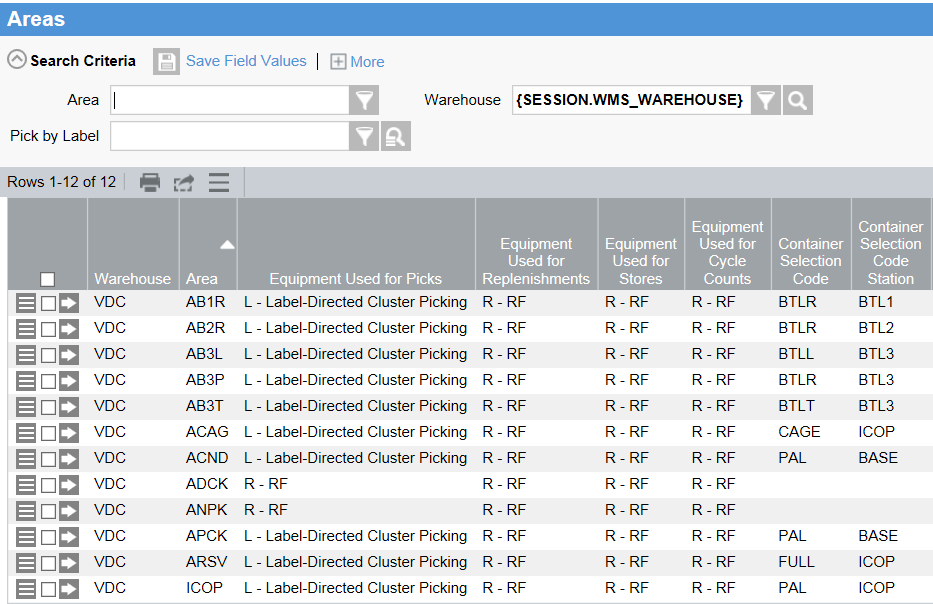 Areas
Search Criteria Save Field Values | More
Area Warehouse {SESSION.WMS_WAREHOUSE}
Pick by Label
Rows 1-12 of 12
Warehouse Area Equipment Used for Picks Equipment Used for Replenishments Equipment Used for Stores Equipment Used for Cycle Counts Container Selection Code Container Selection Code Station
VDC AB1R L - Label-Directed Cluster Picking R - RF R - RF R - RF BTLR BTL1
VDC AB2R L - Label-Directed Cluster Picking R - RF R - RF R - RF BTLR BTL2
VDC AB3L L - Label-Directed Cluster Picking R - RF R - RF R - RF BTLL BTL3
VDC AB3P L - Label-Directed Cluster Picking R - RF R - RF R - RF BTLR BTL3
VDC AB3T L - Label-Directed Cluster Picking R - RF R - RF R - RF BTLT BTL3
VDC ACAG L - Label-Directed Cluster Picking R - RF R - RF R - RF CAGE ICOP
VDC ACND L - Label-Directed Cluster Picking R - RF R - RF R - RF PAL BASE
VDC ADCK R - RF R - RF R - RF R - RF
VDC ANPK R - RF R - RF R - RF R - RF
VDC APCK L - Label-Directed Cluster Picking R - RF R - RF R - RF PAL BASE
VDC ARSV L - Label-Directed Cluster Picking R - RF R - RF R - RF FULL ICOP
VDC ICOP L - Label-Directed Cluster Picking R - RF R - RF R - RF PAL ICOP